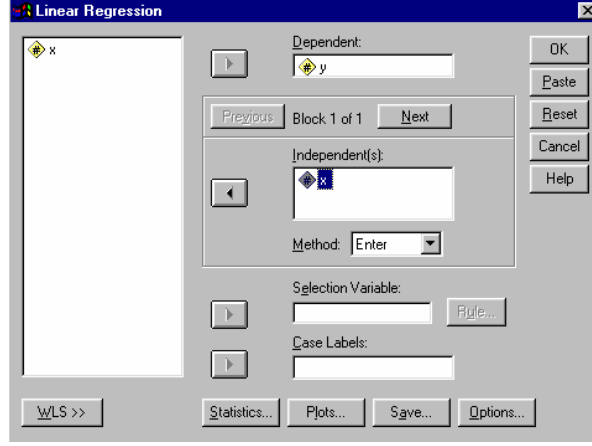 Linear Regression
x
Dependent:
y
OK
Paste
Reset
Cancel
Help
Previous Block 1 of 1 Next
Independent(s):
x
Method: Enter
Selection Variable:
Rule...
Case Labels:
WLS >> Statistics... Plots... Save... Options...